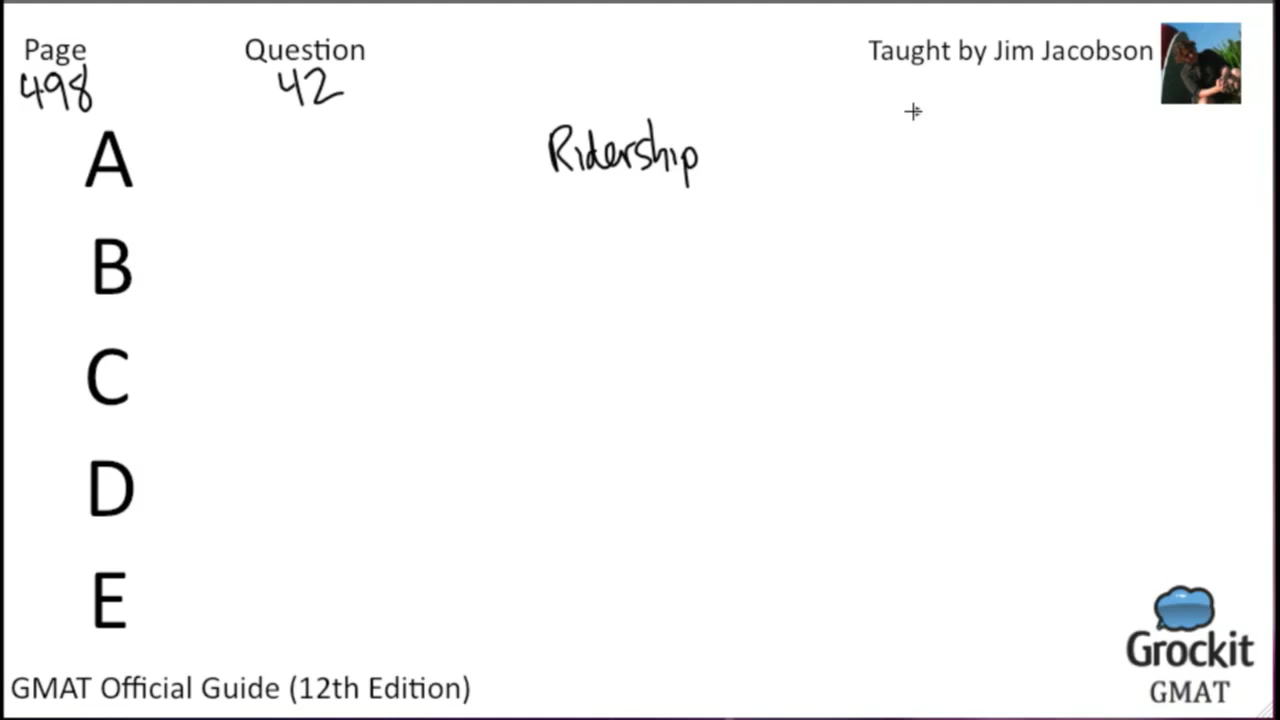 Page
Question
Taught by Jim Jacobson
498
42
Ridership
A
B
C
D
E
Grockit
GMAT
GMAT Official Guide (12th Edition)